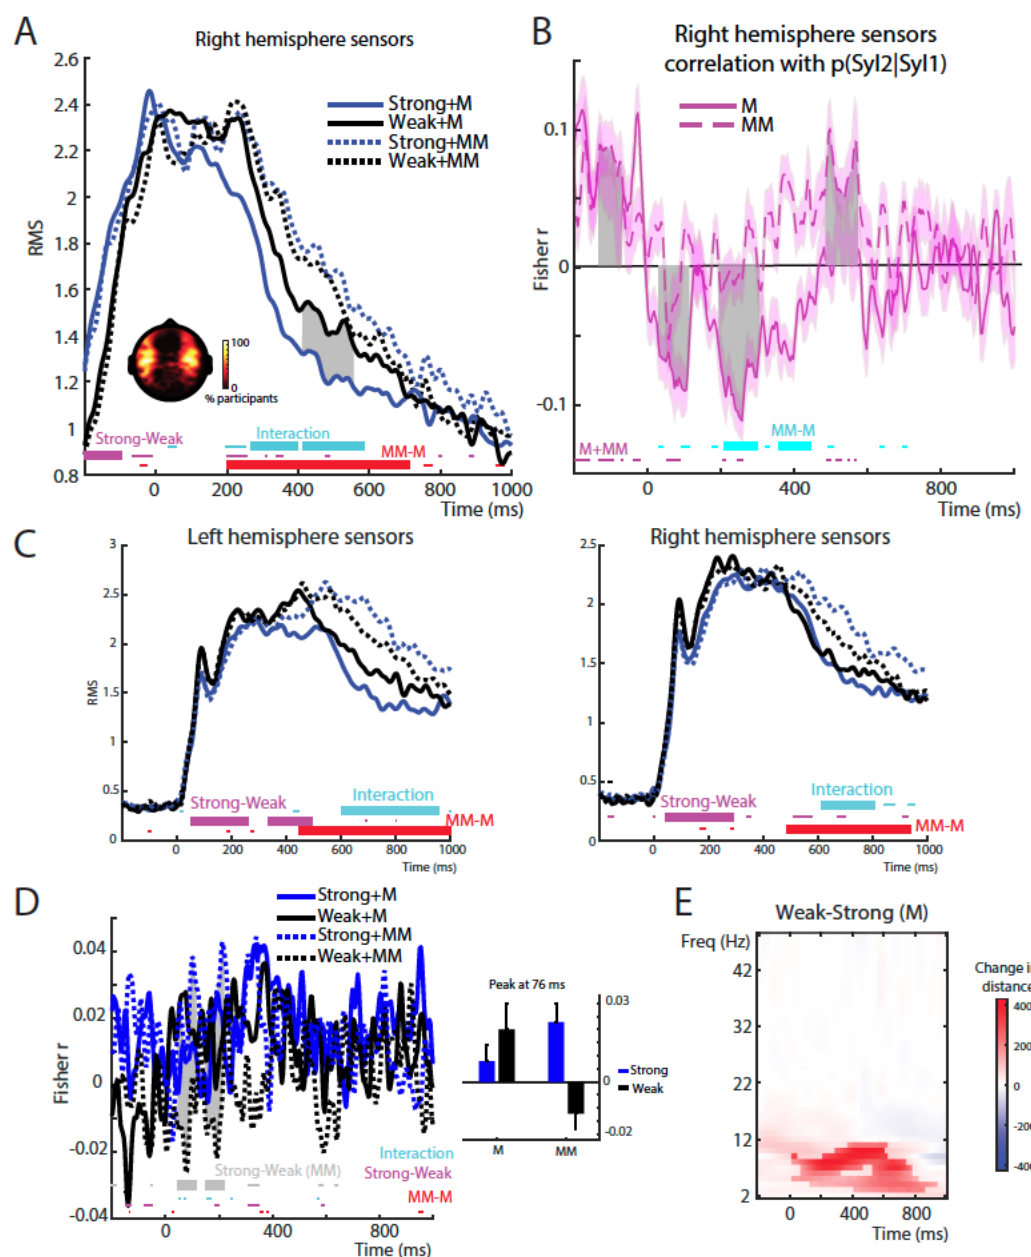 A
Right hemisphere sensors
2.4
2.2
2
1.8
1.6
1.4
1.2
1
0.8
RMS
Strong+M
Weak+M
Strong+MM
Weak+MM
100
0
% participants
Strong-Weak
Interaction
MM-M
0
200
400
600
800
1000
Time (ms)
B
Right hemisphere sensors
correlation with p(Syl2|Syl1)
M
MM
0.1
0
-0.1
Fisher r
MM-M
M+MM
0
400
800
Time (ms)
C
Left hemisphere sensors
3
2.5
2
1.5
1
0.5
0
RMS
Strong-Weak
Interaction
MM-M
0
200
400
600
800
1000
Time (ms)
Right hemisphere sensors
2.5
2
1.5
1
0.5
0
Strong-Weak
Interaction
MM-M
0
200
400
600
800
1000
Time (ms)
D
Strong+M
Weak+M
Strong+MM
Weak+MM
0.04
0.02
0
-0.02
-0.04
Fisher r
Interaction
Strong-Weak (MM)
Strong-Weak
MM-M
0
400
800
Time (ms)
Peak at 76 ms
0.03
0
-0.02
Strong
Weak
M
MM
E
Weak-Strong (M)
Freq (Hz)
42
32
22
12
2
0
400
800
Time (ms)
Change in
distance
400
200
0
-200
-400